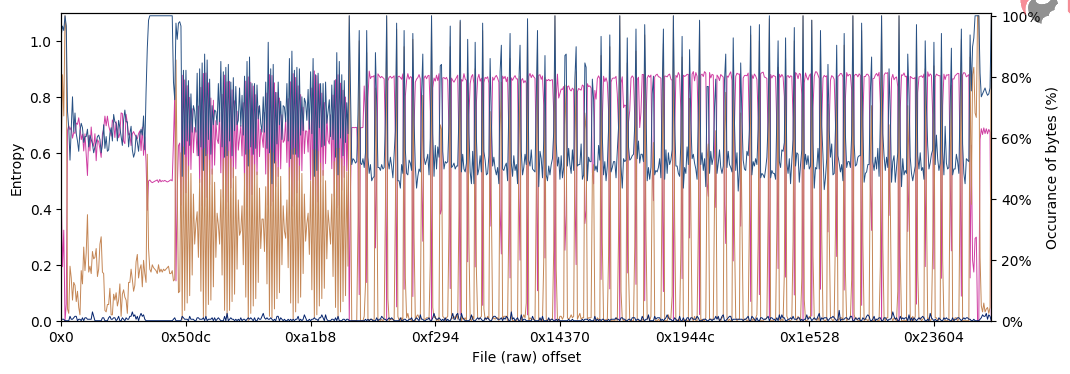 Entropy
1.0
0.8
0.6
0.4
0.2
0.0
100%
80%
60%
40%
20%
0%
Occurance of bytes (%)
0x0
0x50dc
0xa1b8
0xf294
0x14370
0x1944c
0x1e528
0x23604
File (raw) offset